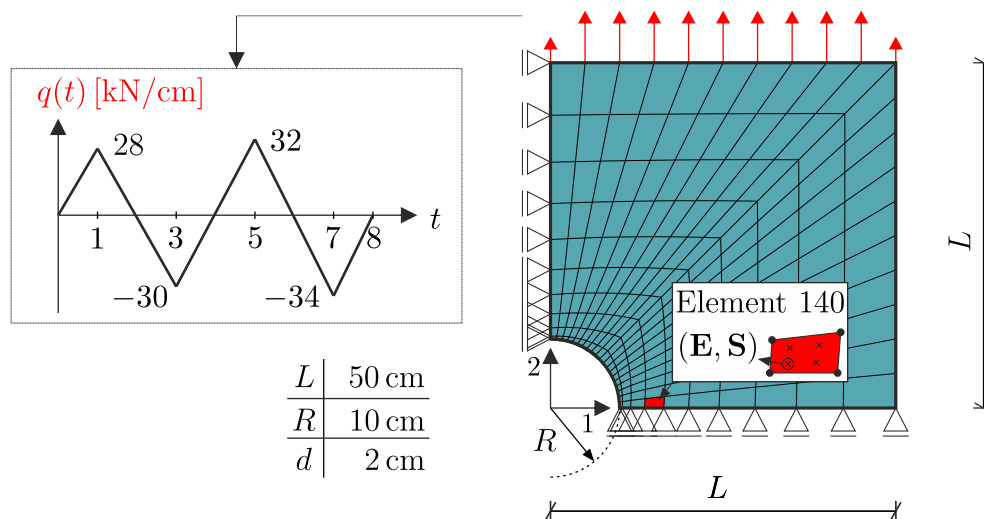 q(t) [kN/cm]
28
32
t
1
3
5
7
8
−30
−34
L 50 cm
R 10 cm
d 2 cm
Element 140
(E, S)
2
1
R
L
L